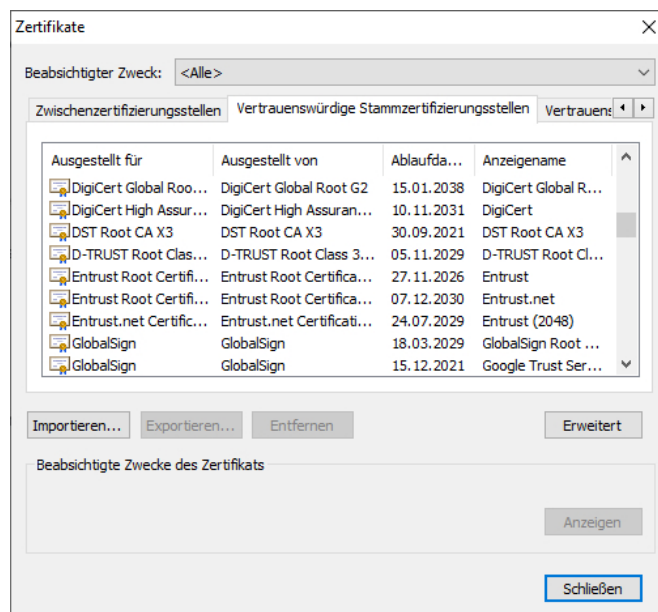 Zertifikate
Beabsichtigter Zweck: <Alle>
Zwischenzertifizierungsstellen Vertrauenswürdige Stammzertifizierungsstellen Vertrauens
Ausgestellt für Ausgestellt von Ablaufda... Anzeigename
DigiCert Global Roo... DigiCert Global Root G2 15.01.2038 DigiCert Global R...
DigiCert High Assur... DigiCert High Assuran... 10.11.2031 DigiCert
DST Root CA X3 DST Root CA X3 30.09.2021 DST Root CA X3
D-TRUST Root Clas... D-TRUST Root Class 3... 05.11.2029 D-TRUST Root Cl...
Entrust Root Certifi... Entrust Root Certifica... 27.11.2026 Entrust
Entrust Root Certifi... Entrust Root Certifica... 07.12.2030 Entrust.net
Entrust.net Certific... Entrust.net Certificati... 24.07.2029 Entrust (2048)
GlobalSign GlobalSign 18.03.2029 GlobalSign Root ...
GlobalSign GlobalSign 15.12.2021 Google Trust Ser...
Importieren... Exportieren... Entfernen Erweitert
Beabsichtigte Zwecke des Zertifikats
Anzeigen
Schließen